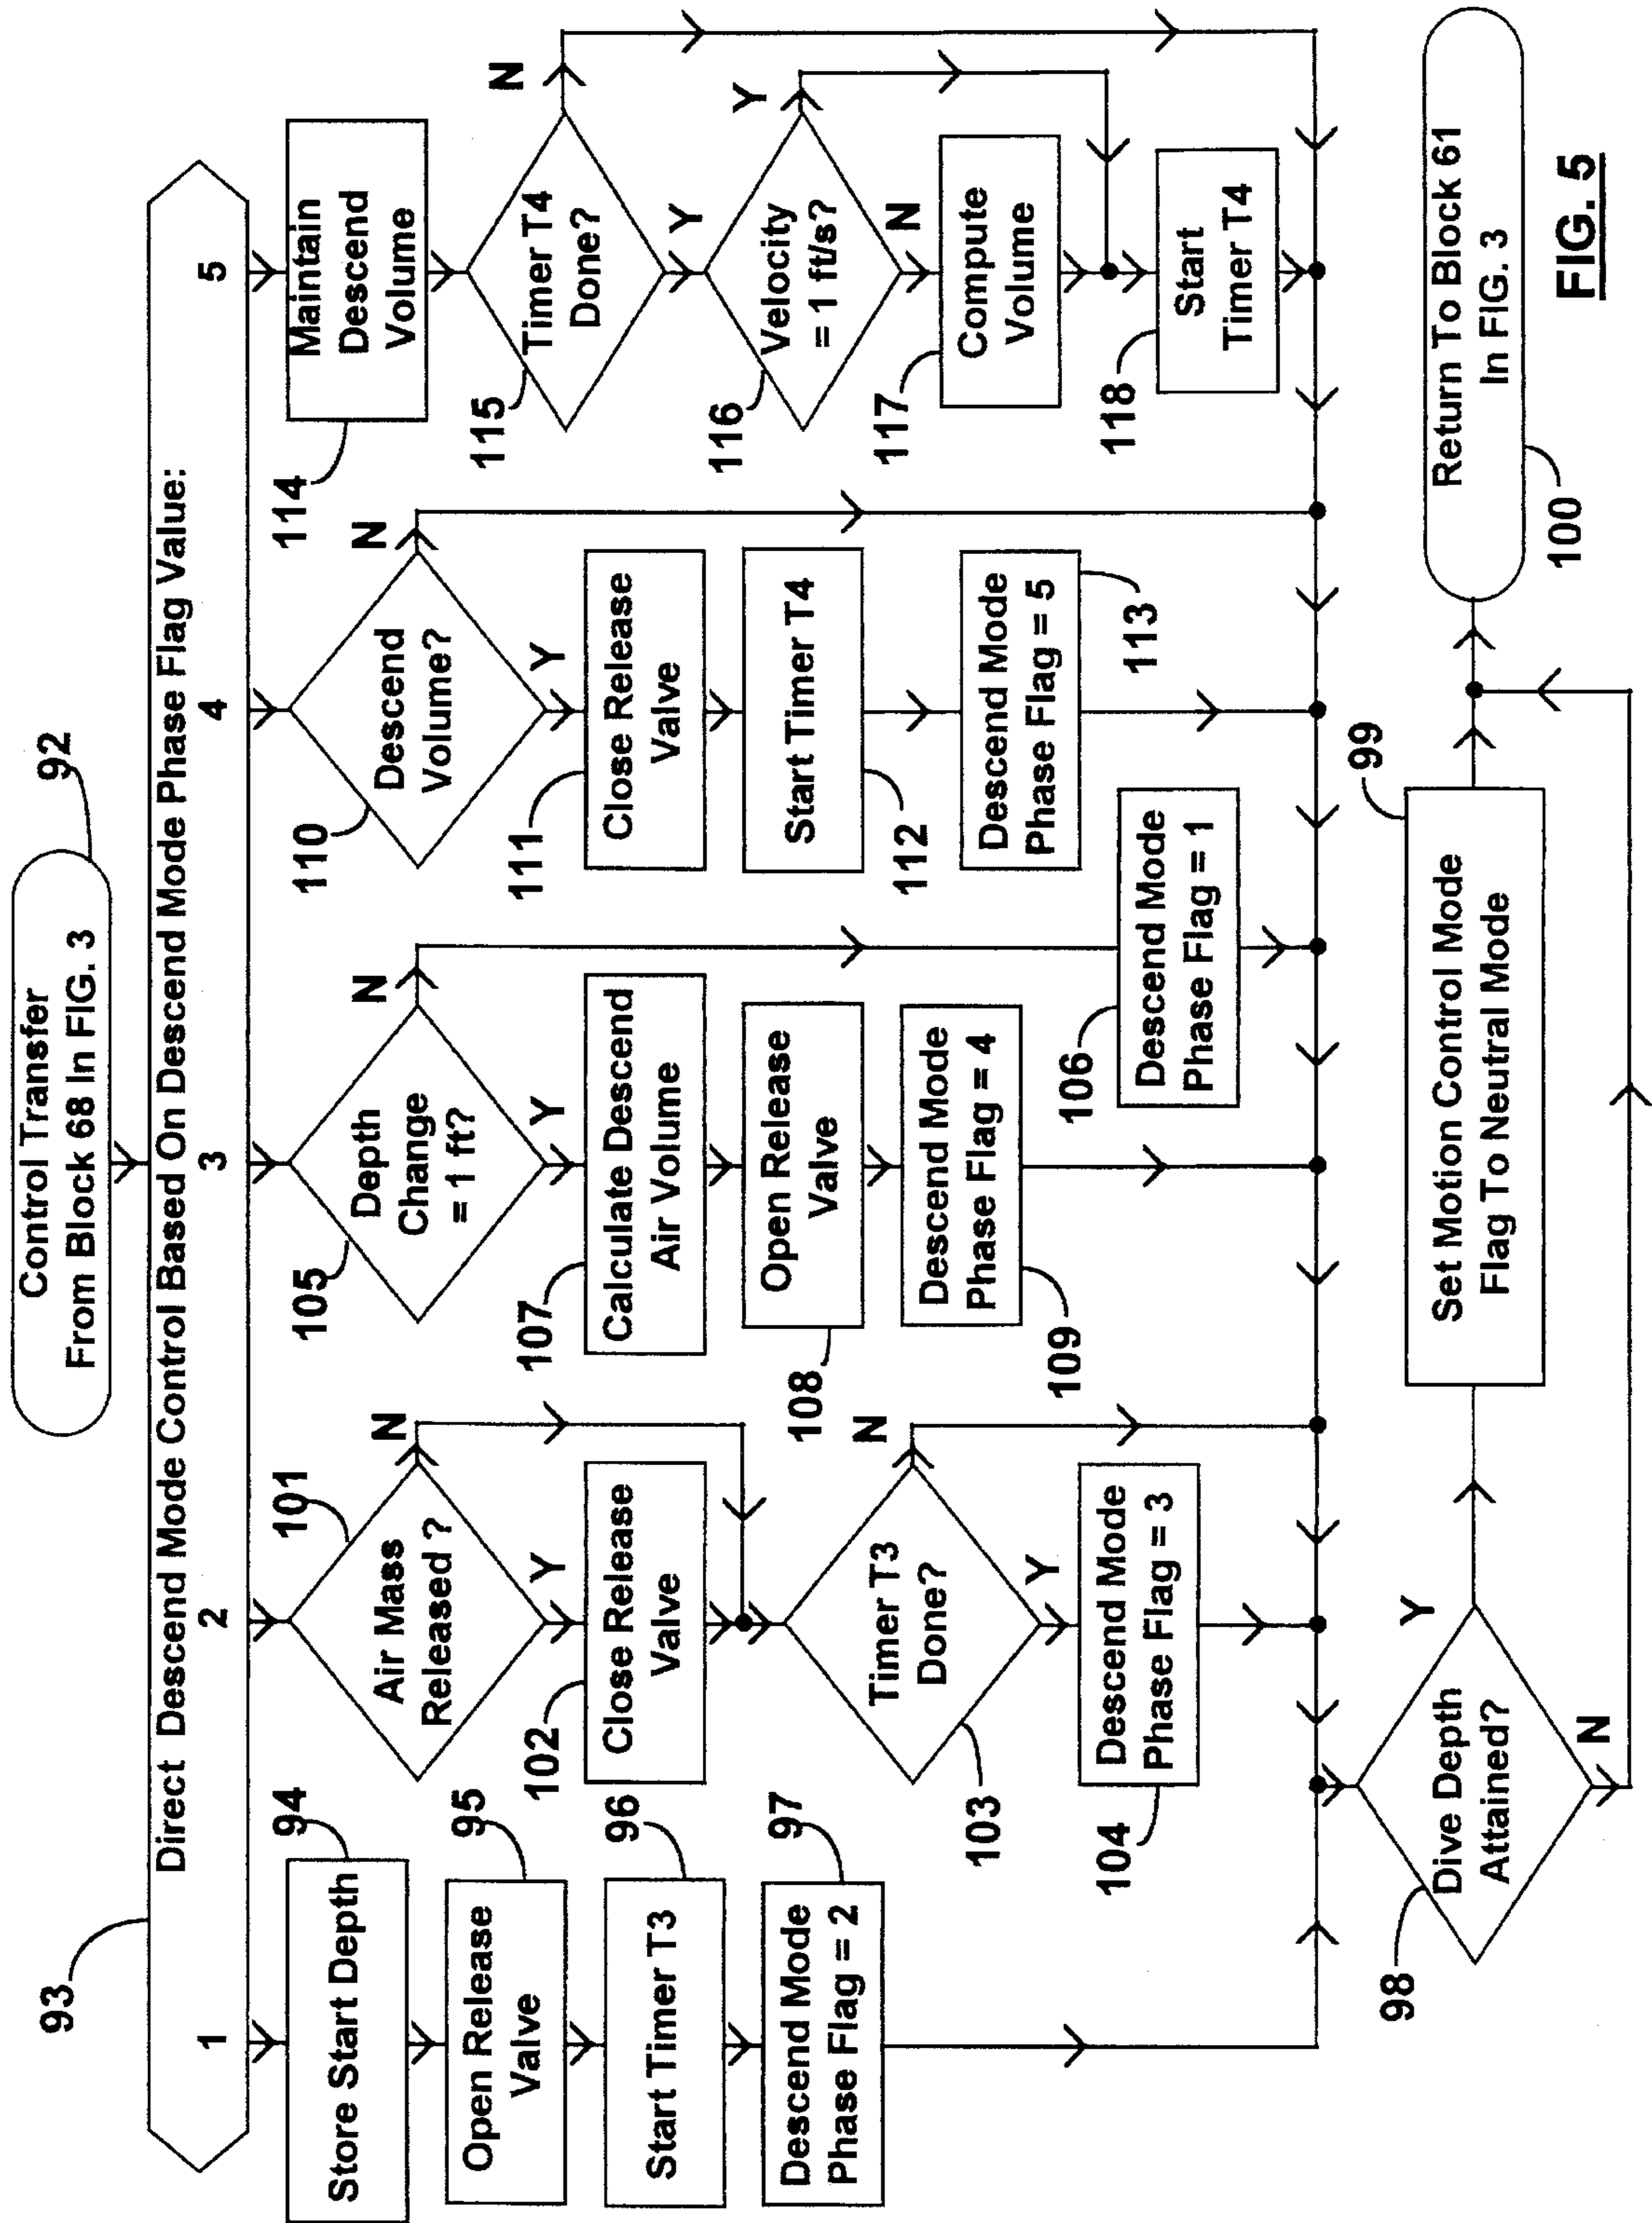 Control Transfer
From Block 68 In FIG. 3
92
93
Direct Descend Mode Control Based On Descend Mode Phase Flag Value:
1
2
3
4
5
94
Store Start Depth
95
Open Release
Valve
96
Start Timer T3
97
Descend Mode
Phase Flag = 2
101
Air Mass
Released ?
N
Y
102
Close Release
Valve
103
Timer T3
Done?
N
Y
104
Descend Mode
Phase Flag = 3
105
Depth
Change
= 1 ft?
N
Y
107
Calculate Descend
Air Volume
108
Open Release
Valve
109
Descend Mode
Phase Flag = 4
106
Descend Mode
Phase Flag = 1
110
Descend
Volume?
N
Y
111
Close Release
Valve
112
Start Timer T4
113
Descend Mode
Phase Flag = 5
114
Maintain
Descend
Volume
115
Timer T4
Done?
N
Y
116
Velocity
= 1 ft/s?
Y
N
117
Compute
Volume
118
Start
Timer T4
98
Dive Depth
Attained?
Y
N
99
Set Motion Control Mode
Flag To Neutral Mode
100
Return To Block 61
In FIG. 3
FIG. 5